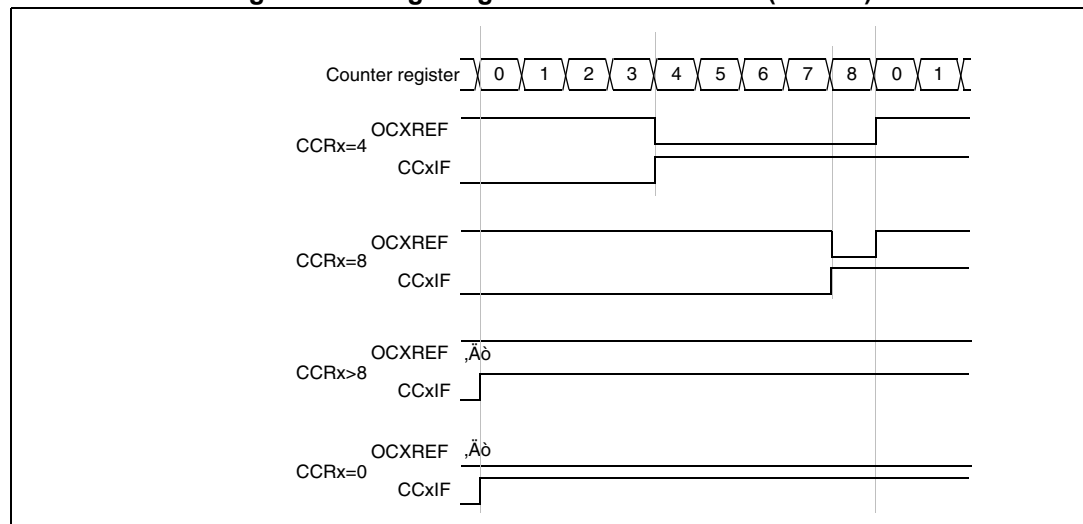 Counter register 0 1 2 3 4 5 6 7 8 0 1
OCXREF
CCRx=4
CCxIF
OCXREF
CCRx=8
CCxIF
OCXREF ‚Äò
CCRx>8
CCxIF
OCXREF ‚Äò
CCRx=0
CCxIF